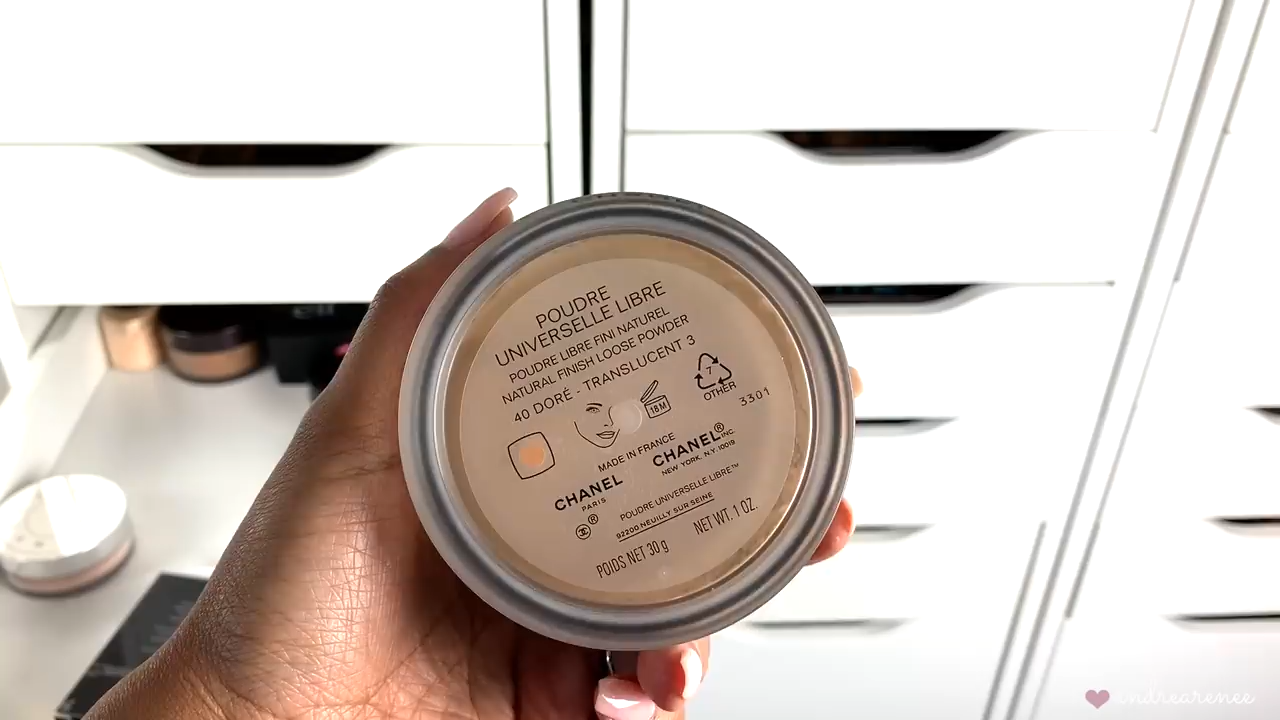 POUDRE
UNIVERSELLE LIBRE
POUDRE LIBRE FINI NATUREL
NATURAL FINISH LOOSE POWDER
40 DORÉ - TRANSLUCENT 3
7
OTHER
18M
3301
MADE IN FRANCE
CHANEL
PARIS
CHANEL® INC.
NEW YORK, N.Y. 10019
®
POUDRE UNIVERSELLE LIBRE™
92200 NEUILLY SUR SEINE
POIDS NET 30 g
NET WT. 1 OZ.
elf
andrearenee